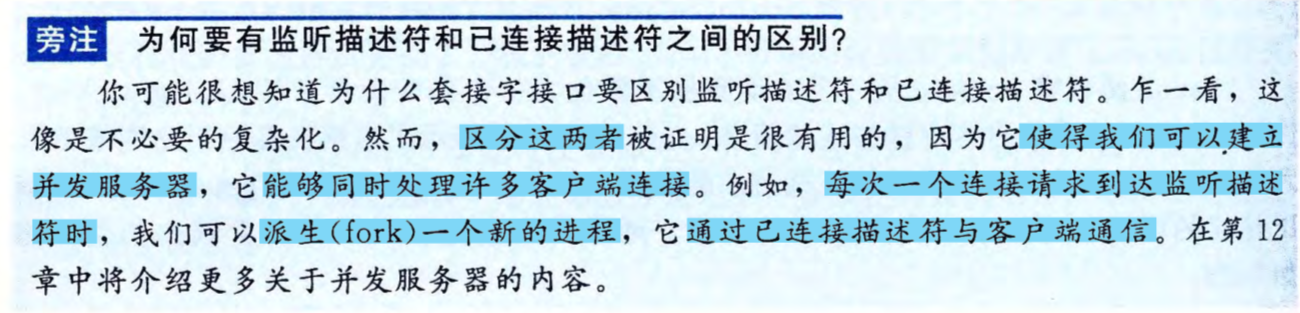 旁注 为何要有监听描述符和已连接描述符之间的区别?
你可能很想知道为什么套接字接口要区别监听描述符和已连接描述符。乍一看，这
像是不必要的复杂化。然而，区分这两者被证明是很有用的，因为它使得我们可以建立
并发服务器，它能够同时处理许多客户端连接。例如，每次一个连接请求到达监听描述
符时，我们可以派生(fork)一个新的进程，它通过已连接描述符与客户端通信。在第 12
章中将介绍更多关于并发服务器的内容。